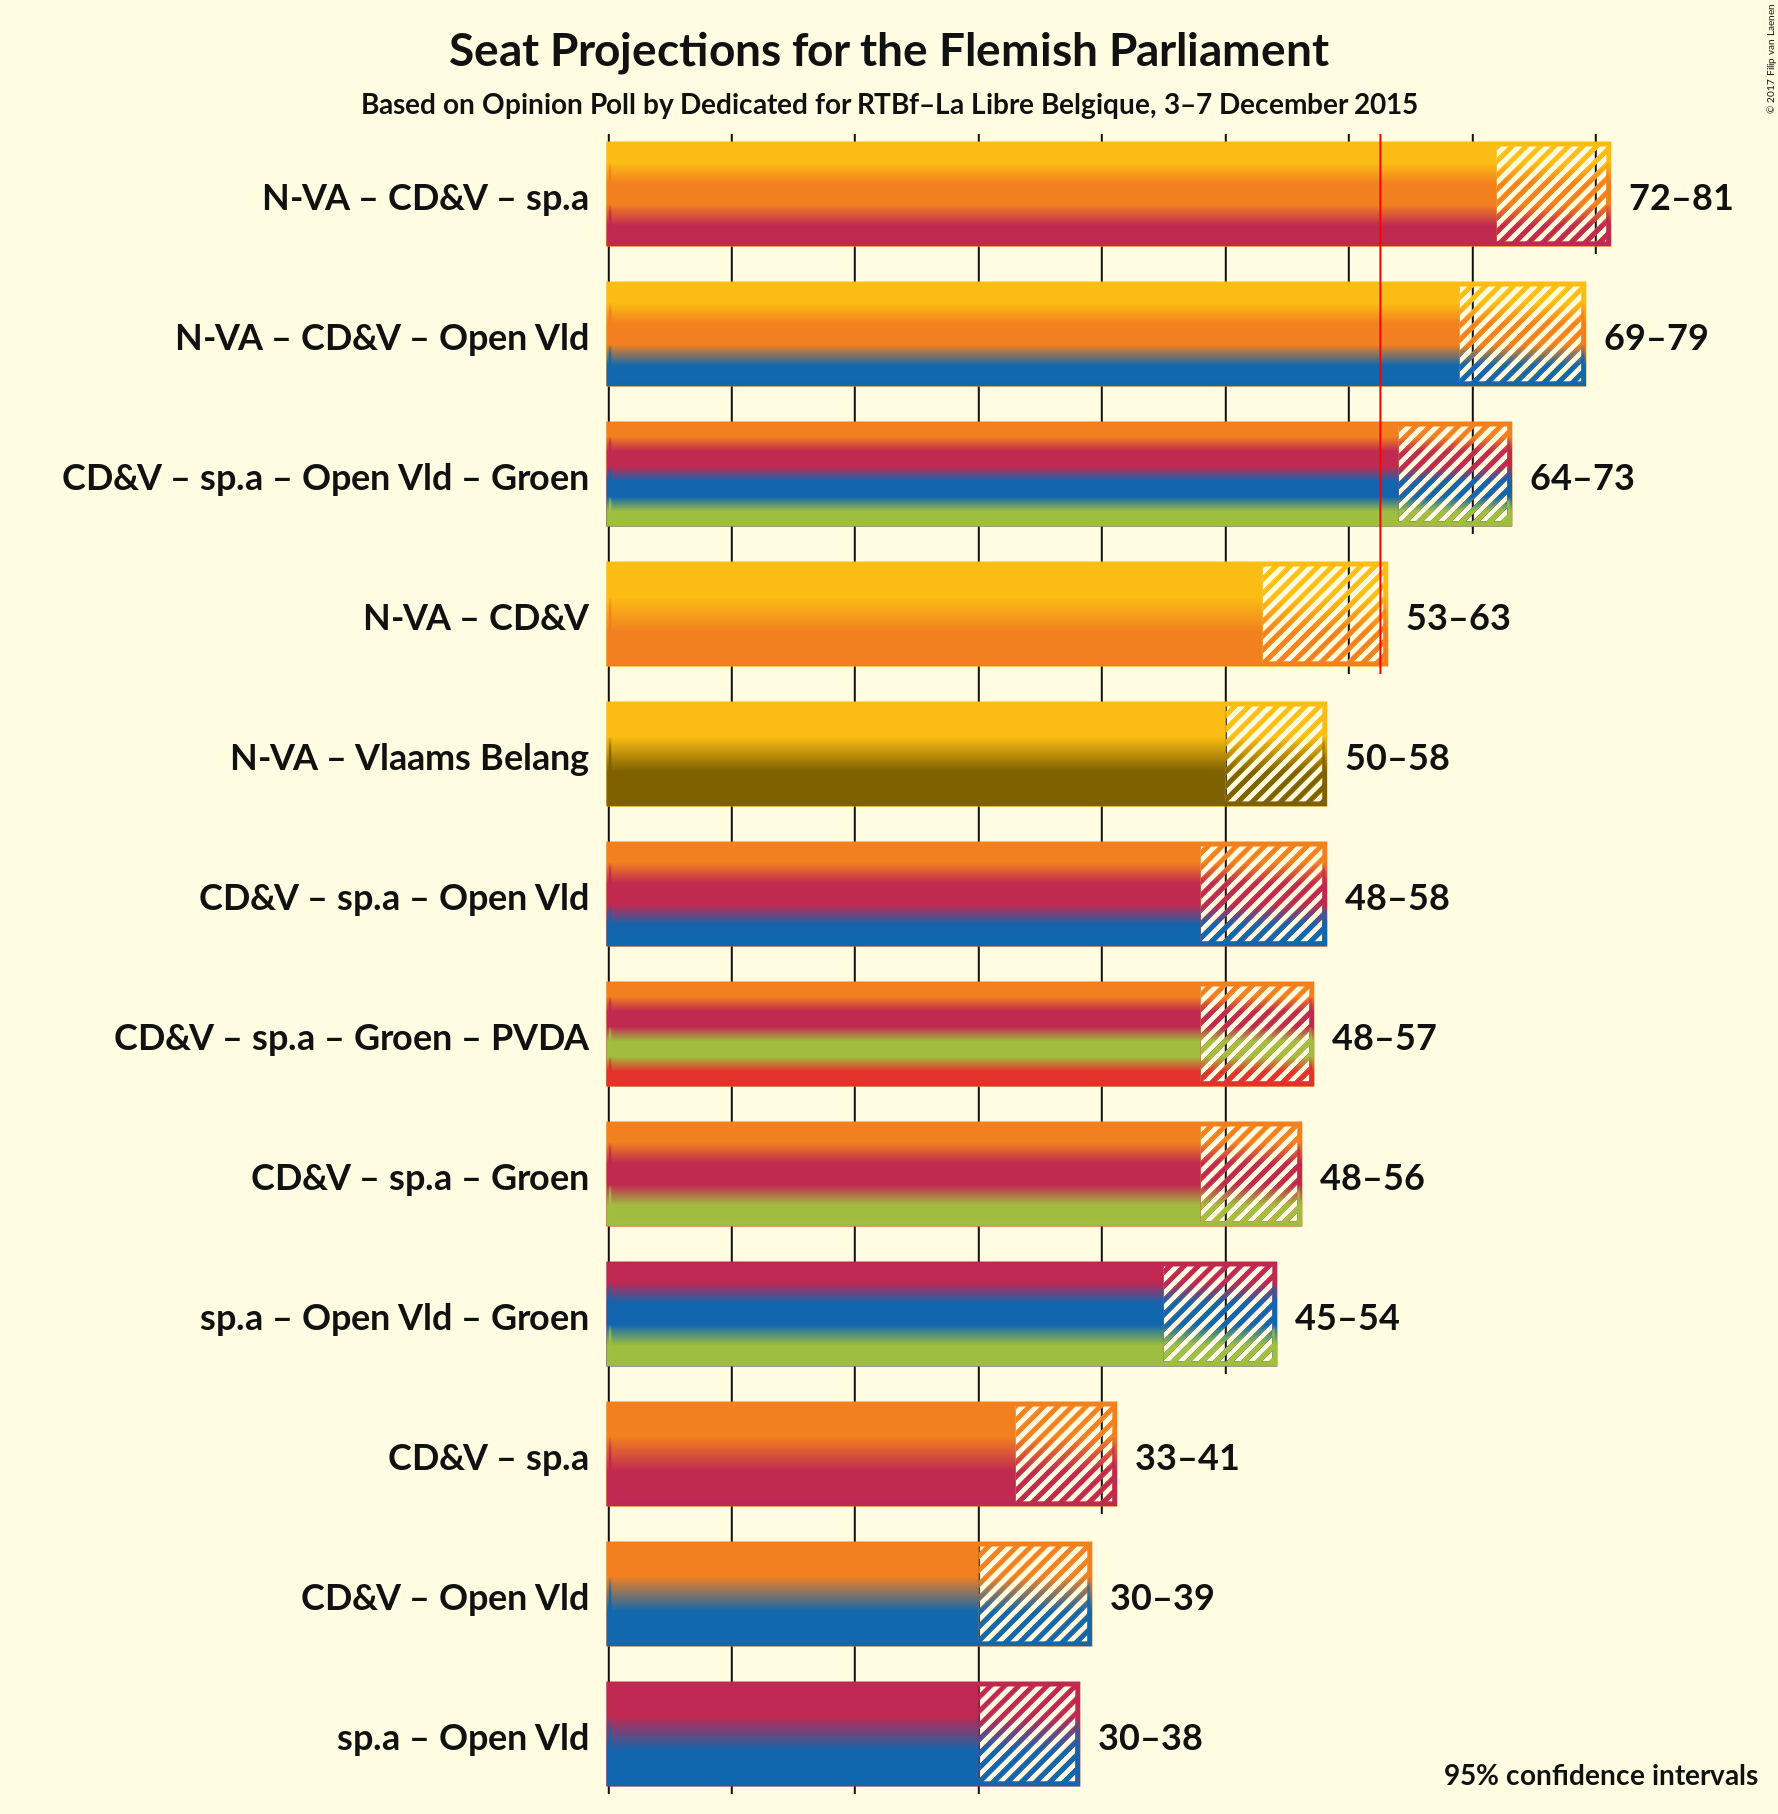 Seat Projections for the Flemish Parliament
Based on Opinion Poll by Dedicated for RTBf–La Libre Belgique, 3–7 December 2015
© 2017 Filip van Laenen
N-VA – CD&V – sp.a 72–81
N-VA – CD&V – Open Vld 69–79
CD&V – sp.a – Open Vld – Groen 64–73
N-VA – CD&V 53–63
N-VA – Vlaams Belang 50–58
CD&V – sp.a – Open Vld 48–58
CD&V – sp.a – Groen – PVDA 48–57
CD&V – sp.a – Groen 48–56
sp.a – Open Vld – Groen 45–54
CD&V – sp.a 33–41
CD&V – Open Vld 30–39
sp.a – Open Vld 30–38
95% confidence intervals